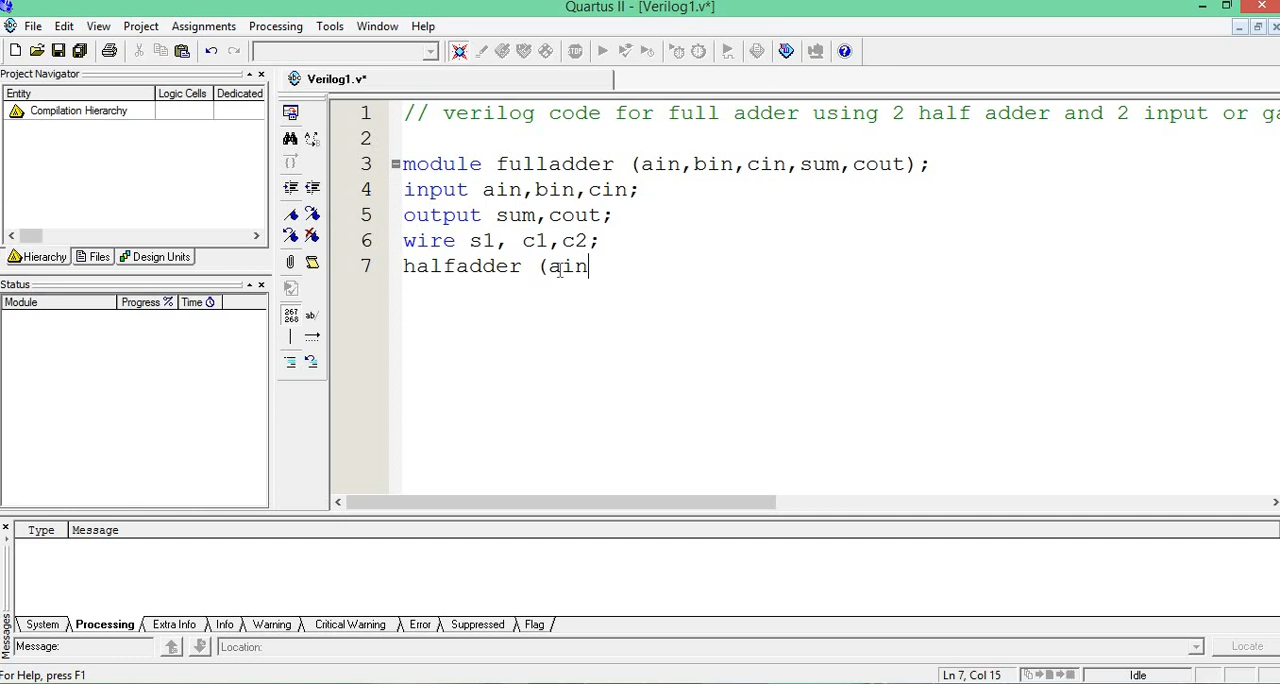 Quartus II - [Verilog1.v*]
File Edit View Project Assignments Processing Tools Window Help
Project Navigator
Verilog1.v*
Entity Logic Cells Dedicated
Compilation Hierarchy
Hierarchy Files Design Units
Status
Module Progress % Time
267
268
ab/
1 // verilog code for full adder using 2 half adder and 2 input or ga
2
3 module fulladder (ain,bin,cin,sum,cout);
4 input ain,bin,cin;
5 output sum,cout;
6 wire s1, c1,c2;
7 halfadder (ain
Type Message
System Processing Extra Info Info Warning Critical Warning Error Suppressed Flag
Messages
Message: Location: Locate
For Help, press F1 Ln 7, Col 15 Idle